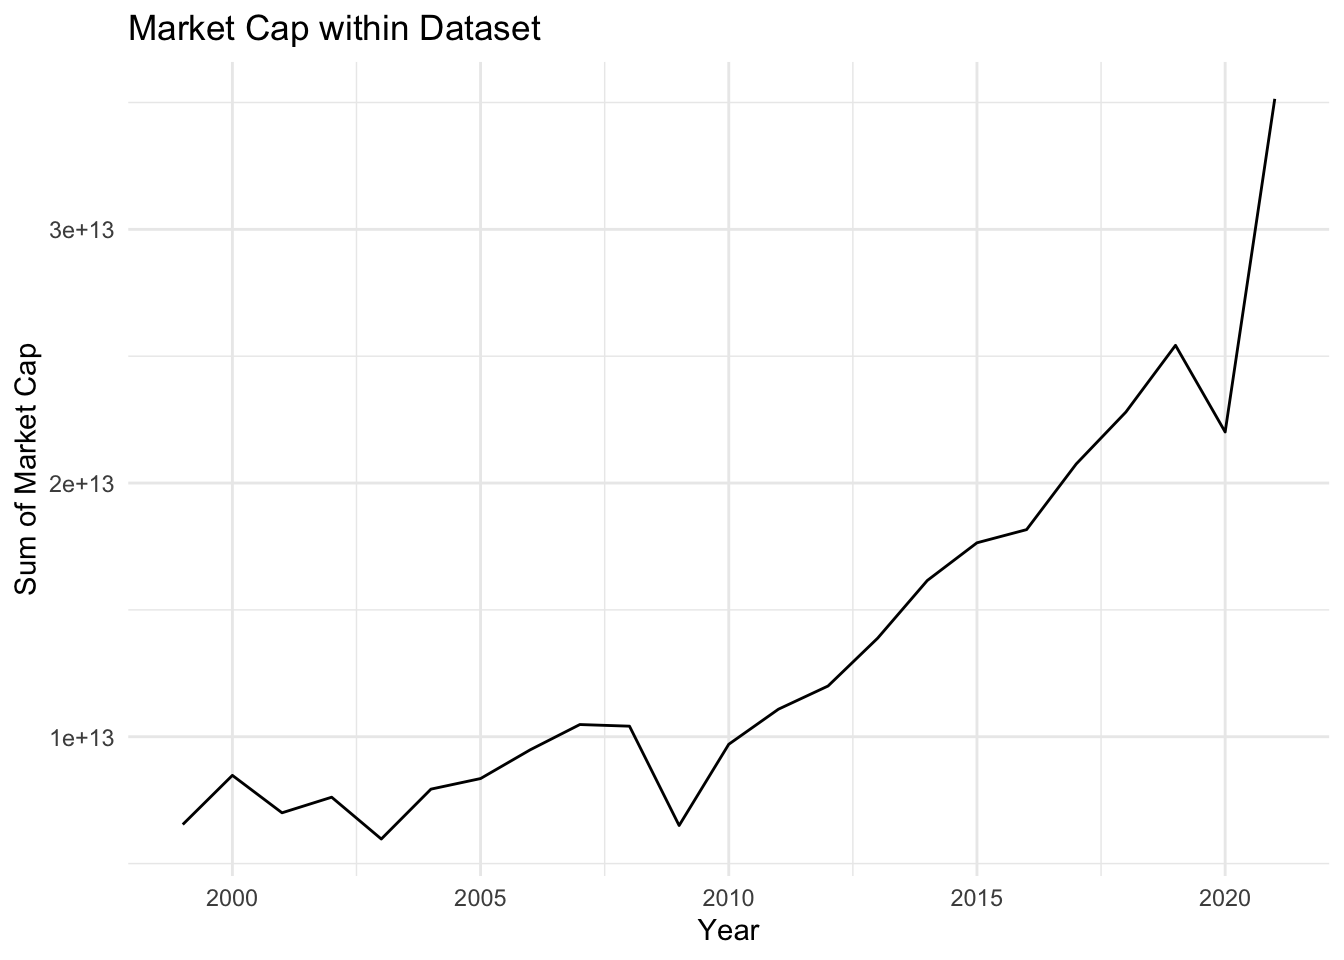 Market Cap within Dataset
Sum of Market Cap
3e+13
2e+13
1e+13
2000
2005
2010
2015
2020
Year